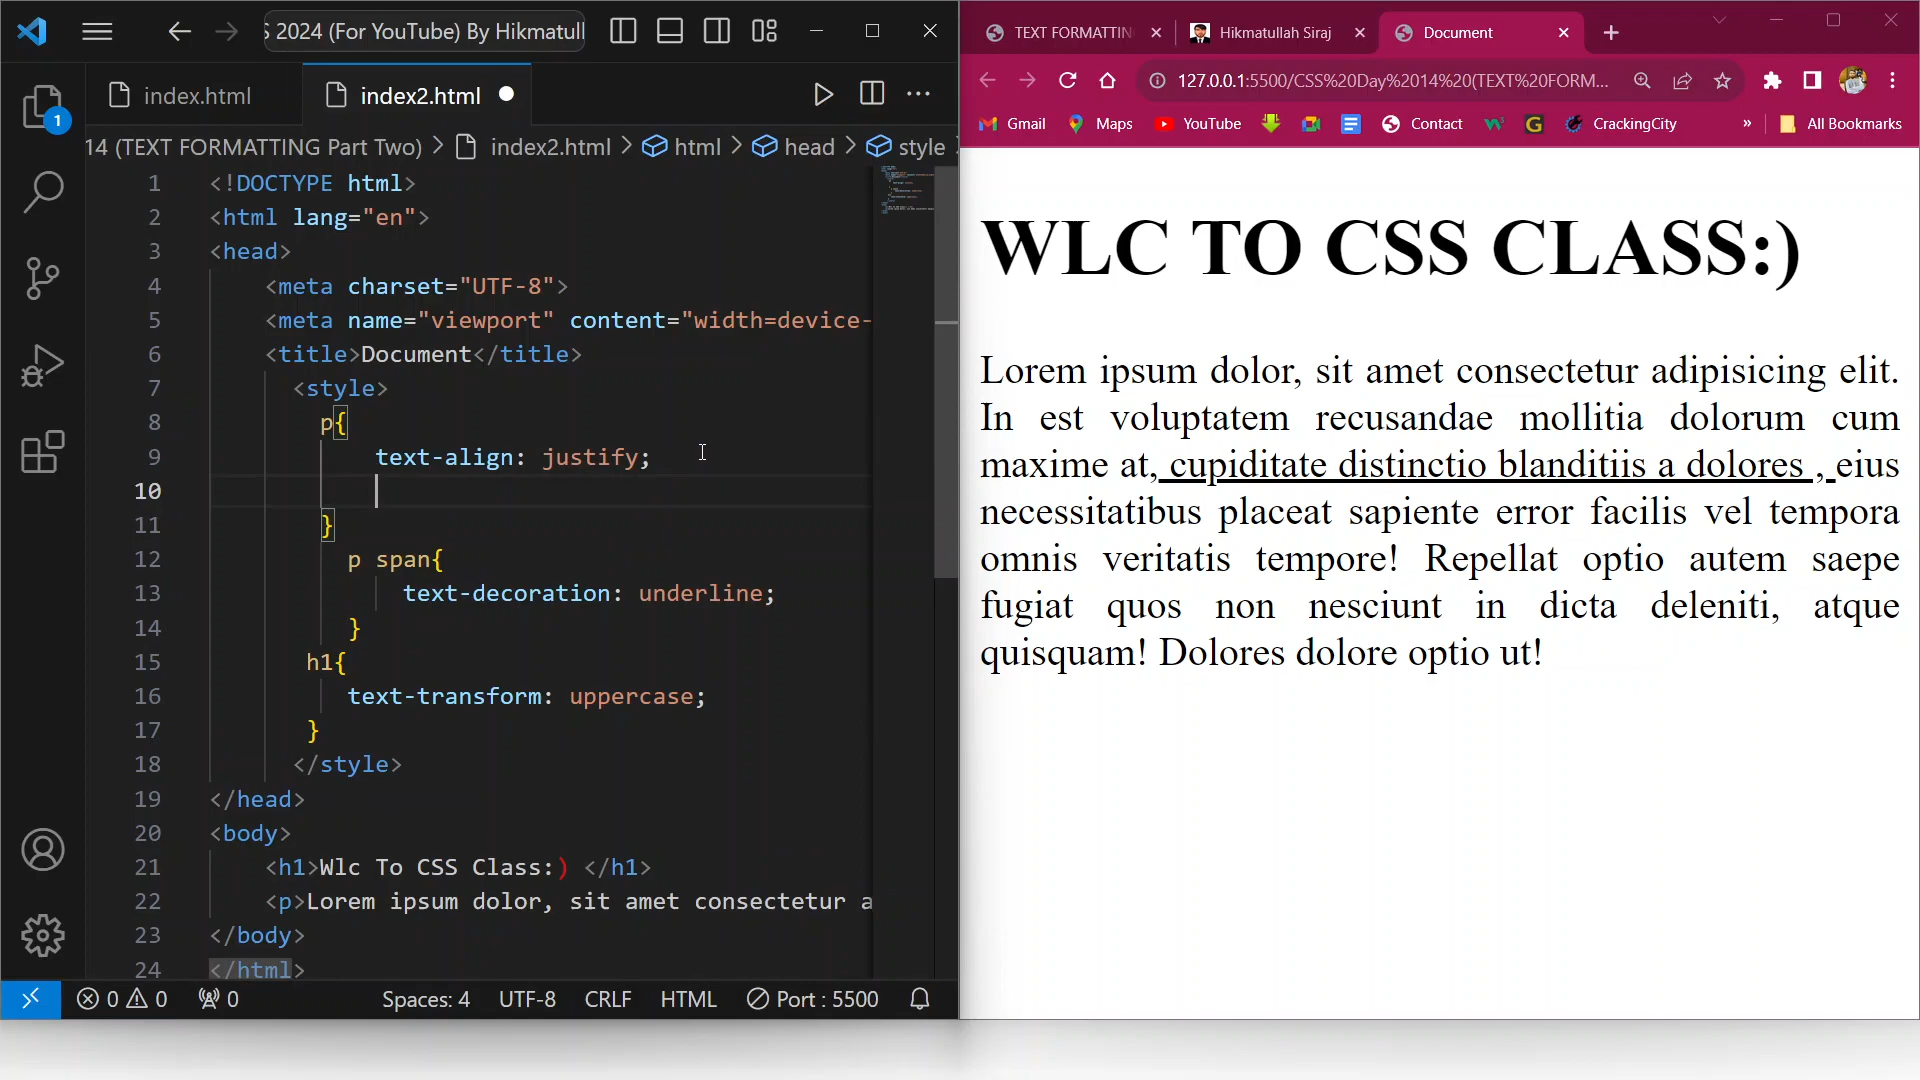 S 2024 (For YouTube) By Hikmatull
index.html
index2.html
14 (TEXT FORMATTING Part Two) > index2.html > html > head > style
1
1 <!DOCTYPE html>
2 <html lang="en">
3 <head>
4 <meta charset="UTF-8">
5 <meta name="viewport" content="width=device-
6 <title>Document</title>
7 <style>
8 p{
9 text-align: justify;
10
11 }
12 p span{
13 text-decoration: underline;
14 }
15 h1{
16 text-transform: uppercase;
17 }
18 </style>
19 </head>
20 <body>
21 <h1>Wlc To CSS Class:) </h1>
22 <p>Lorem ipsum dolor, sit amet consectetur a
23 </body>
24 </html>
0 0 0 Spaces: 4 UTF-8 CRLF HTML Port : 5500
TEXT FORMATTIN
Hikmatullah Siraj
Document
127.0.0.1:5500/CSS%20Day%2014%20(TEXT%20FORM...
Gmail Maps YouTube Contact CrackingCity » All Bookmarks
WLC TO CSS CLASS:)
Lorem ipsum dolor, sit amet consectetur adipisicing elit.
In est voluptatem recusandae mollitia dolorum cum
maxime at, cupiditate distinctio blanditiis a dolores , eius
necessitatibus placeat sapiente error facilis vel tempora
omnis veritatis tempore! Repellat optio autem saepe
fugiat quos non nesciunt in dicta deleniti, atque
quisquam! Dolores dolore optio ut!